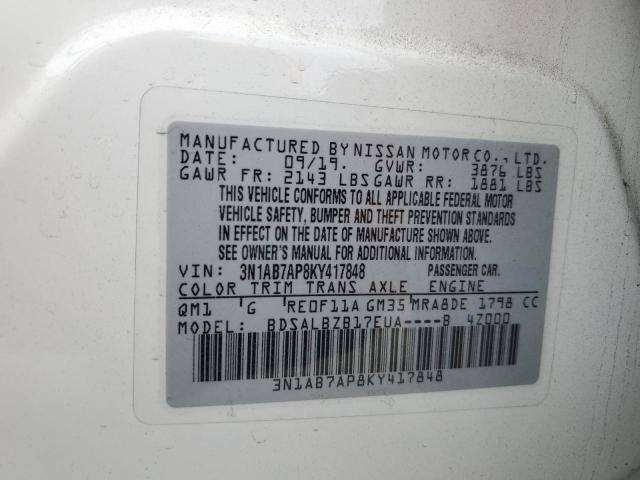 MANUFACTURED BY NISSAN MOTOR CO., LTD.
DATE: 09/19. GVWR: 3876 LBS
GAWR FR: 2143 LBS GAWR RR: 1881 LBS
THIS VEHICLE CONFORMS TO ALL APPLICABLE FEDERAL MOTOR
VEHICLE SAFETY, BUMPER AND THEFT PREVENTION STANDARDS
IN EFFECT ON THE DATE OF MANUFACTURE SHOWN ABOVE.
SEE OWNER'S MANUAL FOR ADDITIONAL INFORMATION.
VIN: 3N1AB7AP8KY417848 PASSENGER CAR.
COLOR TRIM TRANS AXLE ENGINE
QM1 G RE0F11A GM35 MRA8DE 1798 CC
MODEL: BDSALBZB17EUA----B 4Z000
3N1AB7AP8KY417848